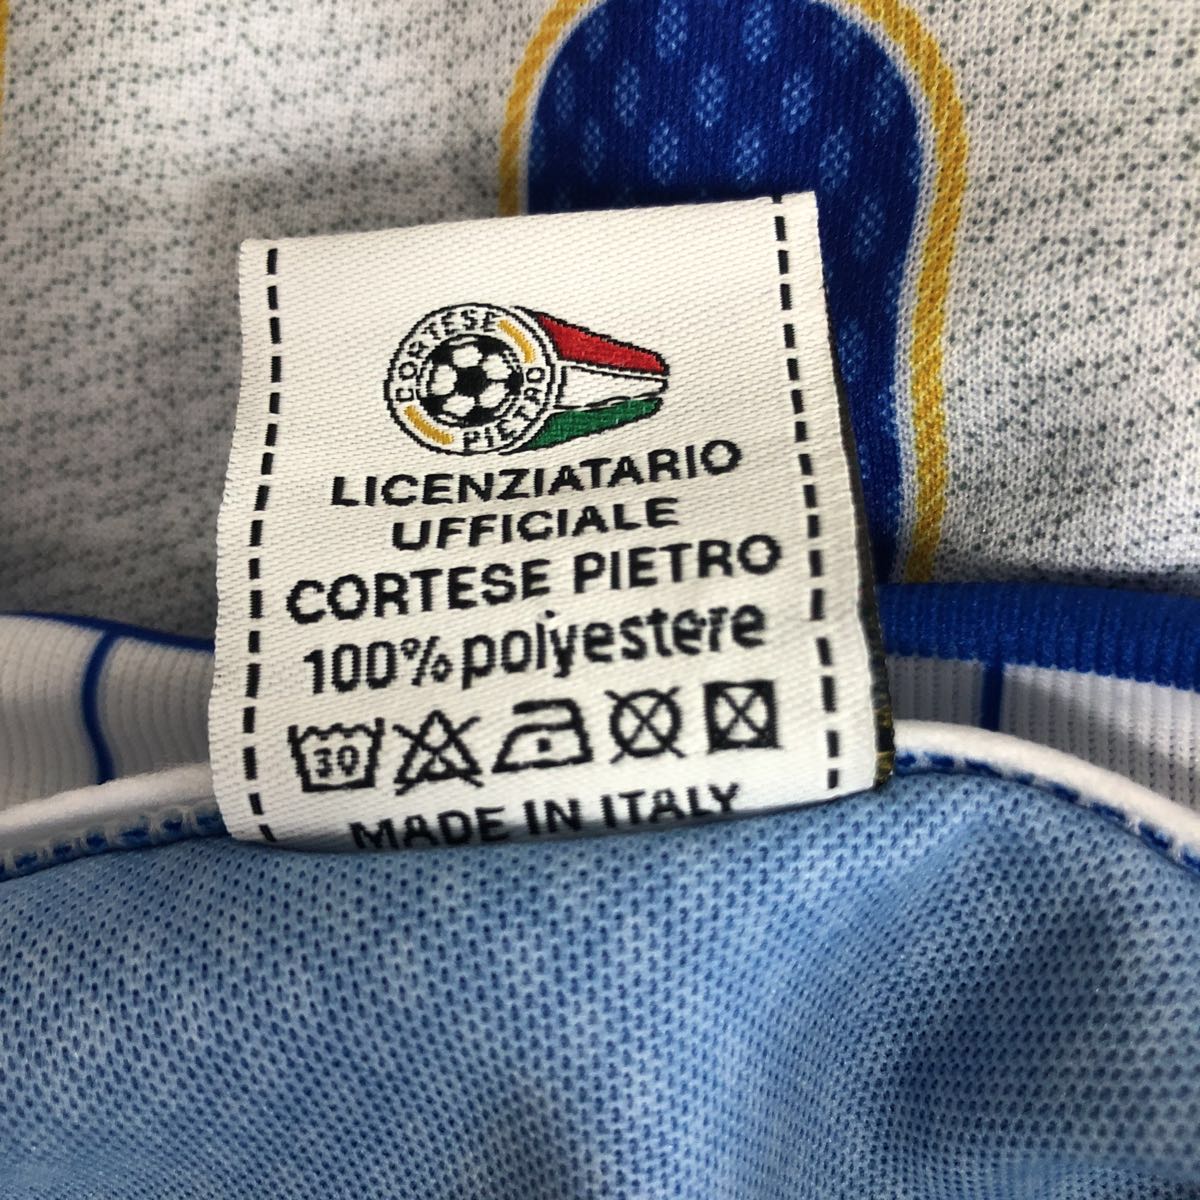 CORTESE
PIETRO
LICENZIATARIO
UFFICIALE
CORTESE PIETRO
100% polyestere
30
MADE IN ITALY